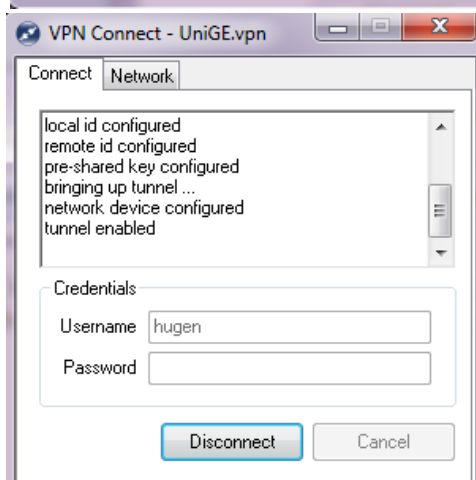 VPN Connect - UniGE.vpn
Connect Network
local id configured
remote id configured
pre-shared key configured
bringing up tunnel ...
network device configured
tunnel enabled
Credentials
Username hugen
Password
Disconnect Cancel